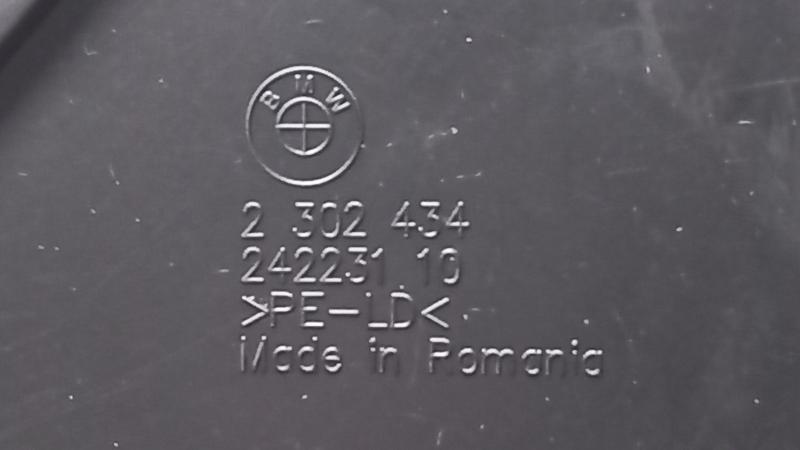 BMW
2 302 434
242231 10
>PE-LD<
Made in Romania